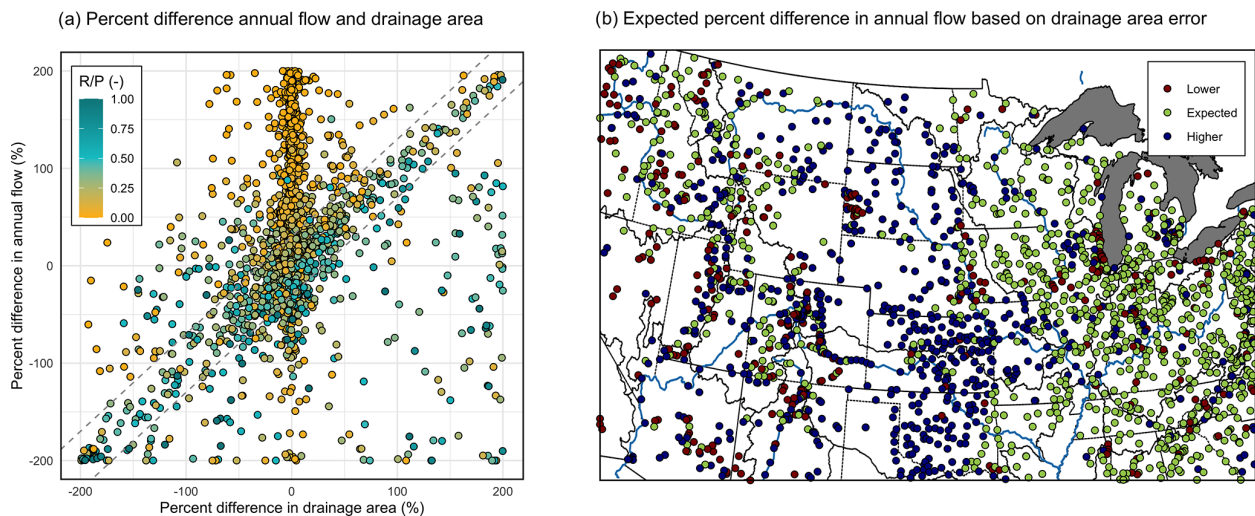 (a) Percent difference annual flow and drainage area
(b) Expected percent difference in annual flow based on drainage area error
R/P (-)
1.00
0.75
0.50
0.25
0.00
200
100
0
-100
-200
Percent difference in annual flow (%)
-200 -100 0 100 200
Percent difference in drainage area (%)
Lower
Expected
Higher